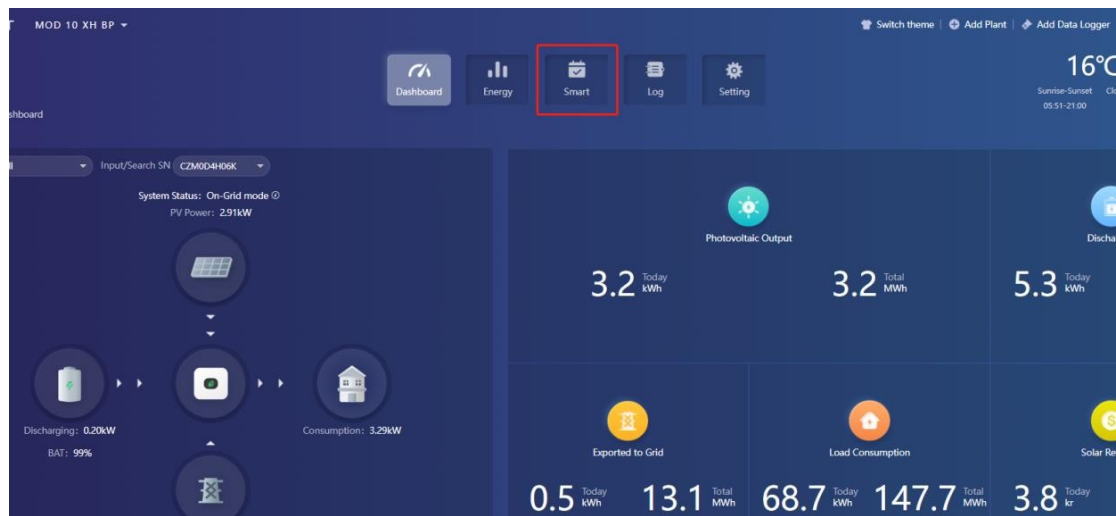 MOD 10 XH BP
Switch theme
Add Plant
Add Data Logger
Dashboard
Energy
Smart
Log
Setting
16°C
Sunrise-Sunset
05:51-21:00
Input/Search SN
CZM0D4H06K
System Status: On-Grid mode
PV Power: 2.91kW
Discharging: 0.20kW
BAT: 99%
Consumption: 3.29kW
Photovoltaic Output
3.2 Today kWh
3.2 Total MWh
5.3 Today kWh
Exported to Grid
0.5 Today kWh
13.1 Total MWh
Load Consumption
68.7 Today kWh
147.7 Total MWh
Solar
3.8 Today kr